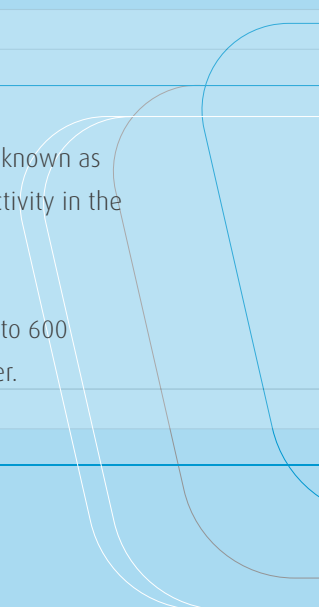 known as
tivity in the
to 600
er.